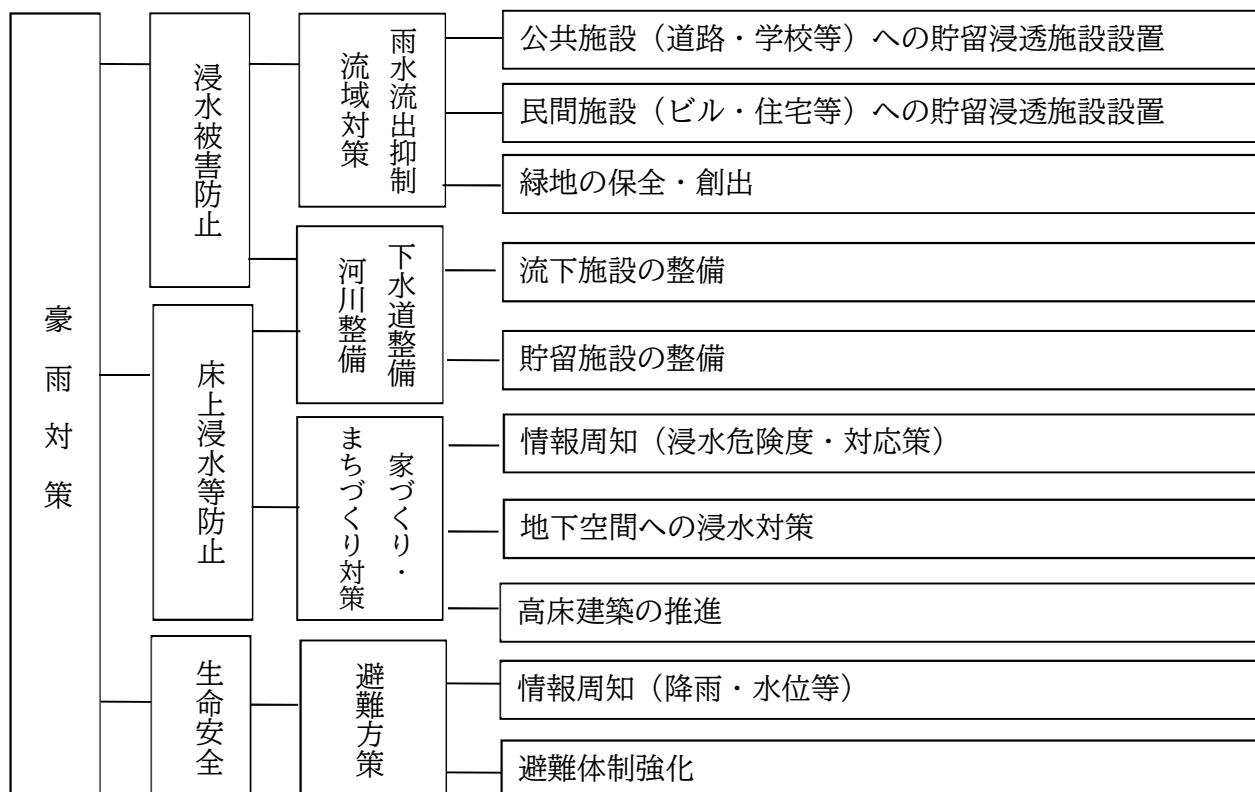 豪雨対策
浸水被害防止
雨水流出抑制
流域対策
公共施設（道路・学校等）への貯留浸透施設設置
民間施設（ビル・住宅等）への貯留浸透施設設置
緑地の保全・創出
下水道整備
河川整備
流下施設の整備
貯留施設の整備
床上浸水等防止
家づくり・
まちづくり対策
情報周知（浸水危険度・対応策）
地下空間への浸水対策
高床建築の推進
生命安全
避難方策
情報周知（降雨・水位等）
避難体制強化